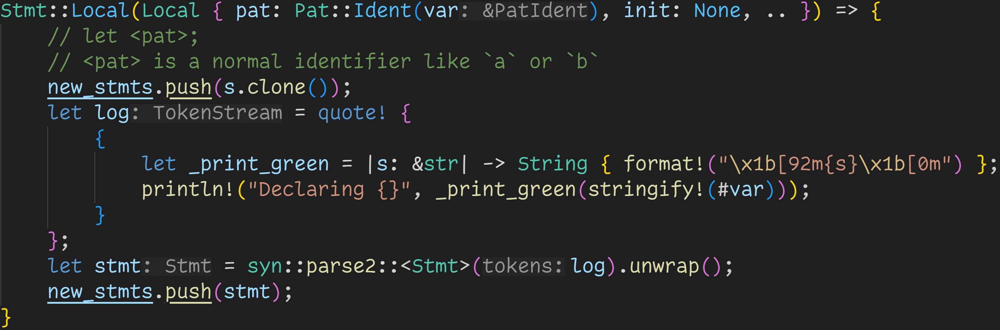 Stmt::Local(Local { pat: Pat::Ident(var: &PatIdent), init: None, .. }) => {
    // let <pat>;
    // <pat> is a normal identifier like `a` or `b`
    new_stmts.push(s.clone());
    let log: TokenStream = quote! {
        {
            let _print_green = |s: &str| -> String { format!("\x1b[92m{s}\x1b[0m") };
            println!("Declaring {}", _print_green(stringify!(#var)));
        }
    };
    let stmt: Stmt = syn::parse2::<Stmt>(tokens: log).unwrap();
    new_stmts.push(stmt);
}